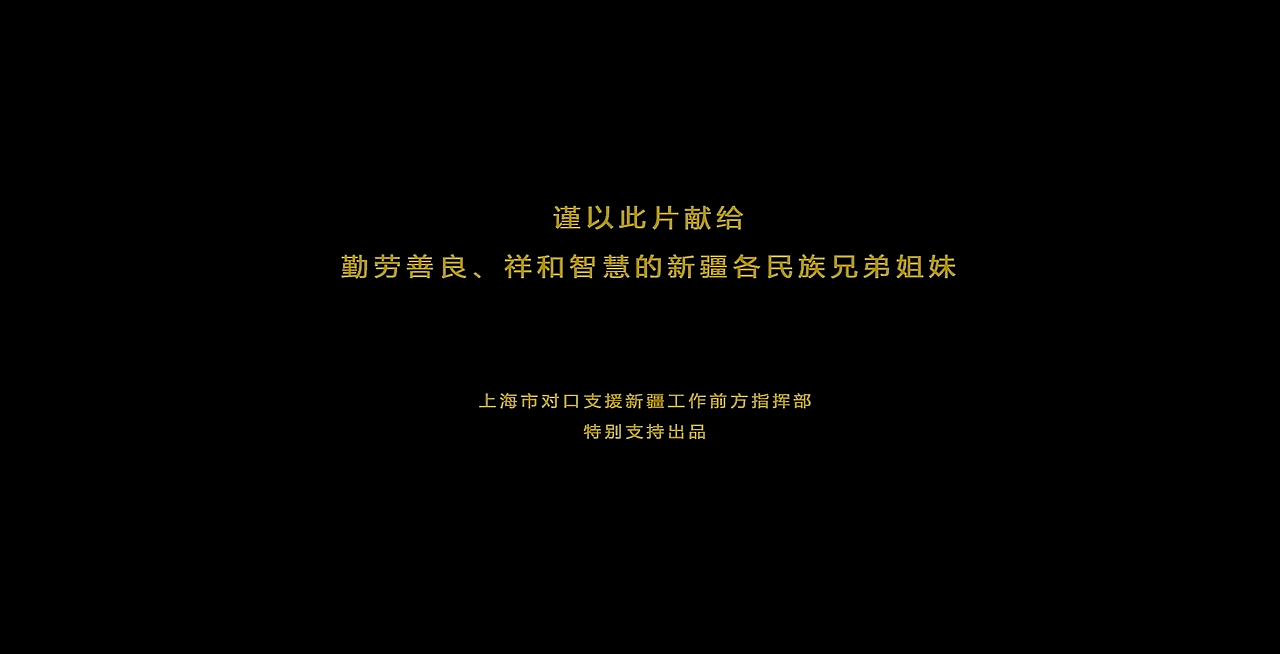 谨以此片献给
勤劳善良、祥和智慧的新疆各民族兄弟姐妹
上海市对口支援新疆工作前方指挥部
特别支持出品